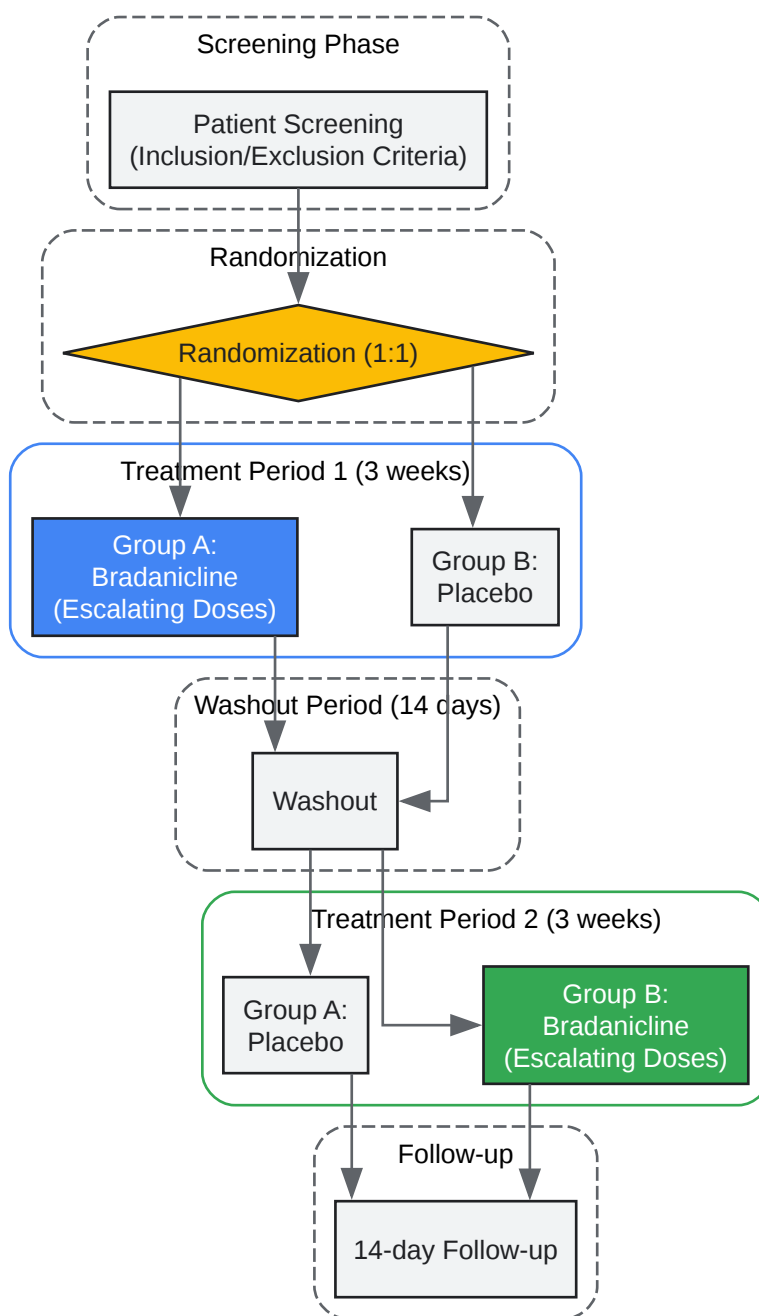 Screening Phase
Patient Screening
(Inclusion/Exclusion Criteria)
Randomization
Randomization (1:1)
Treatment Period 1 (3 weeks)
Group A:
Bradanicline
(Escalating Doses)
Group B:
Placebo
Washout Period (14 days)
Washout
Treatment Period 2 (3 weeks)
Group A:
Placebo
Group B:
Bradanicline
(Escalating Doses)
Follow-up
14-day Follow-up